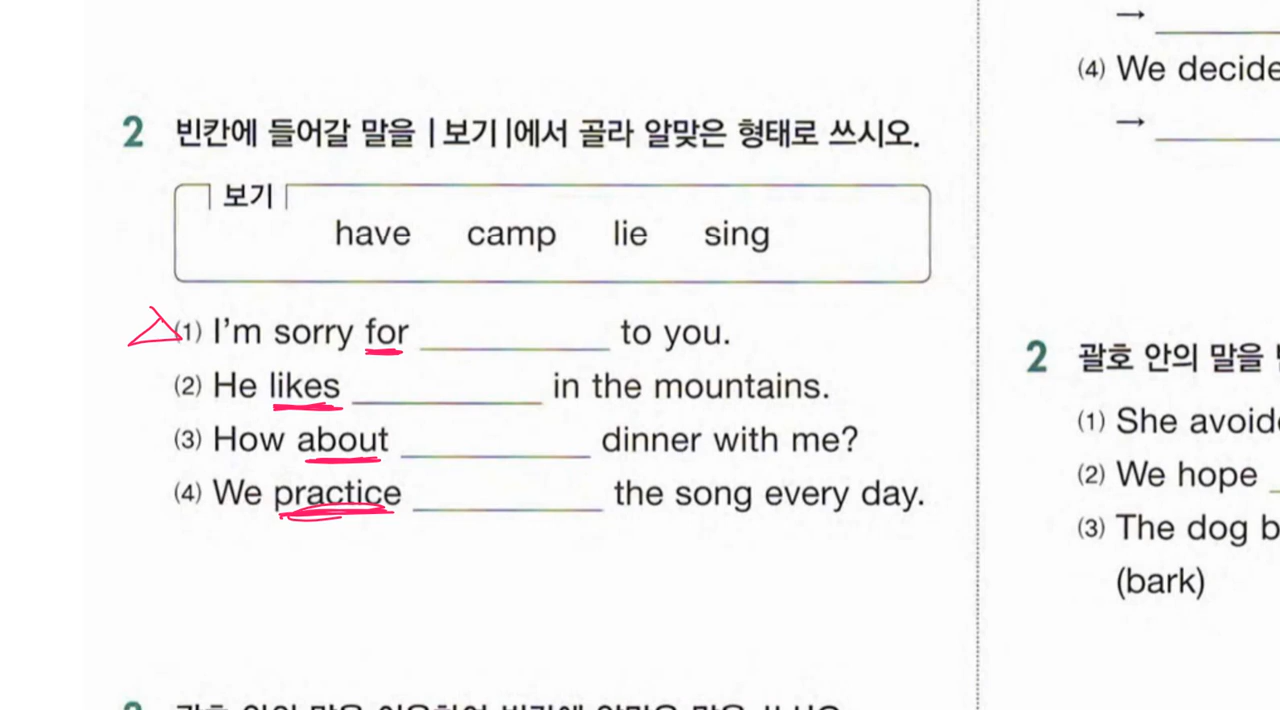 2 빈칸에 들어갈 말을 |보기|에서 골라 알맞은 형태로 쓰시오.
보기
have camp lie sing
(1) I'm sorry for ________ to you.
(2) He likes ________ in the mountains.
(3) How about ________ dinner with me?
(4) We practice ________ the song every day.
→ ________
(4) We decide
→ ________
2 괄호 안의 말을
(1) She avoid
(2) We hope
(3) The dog b
(bark)